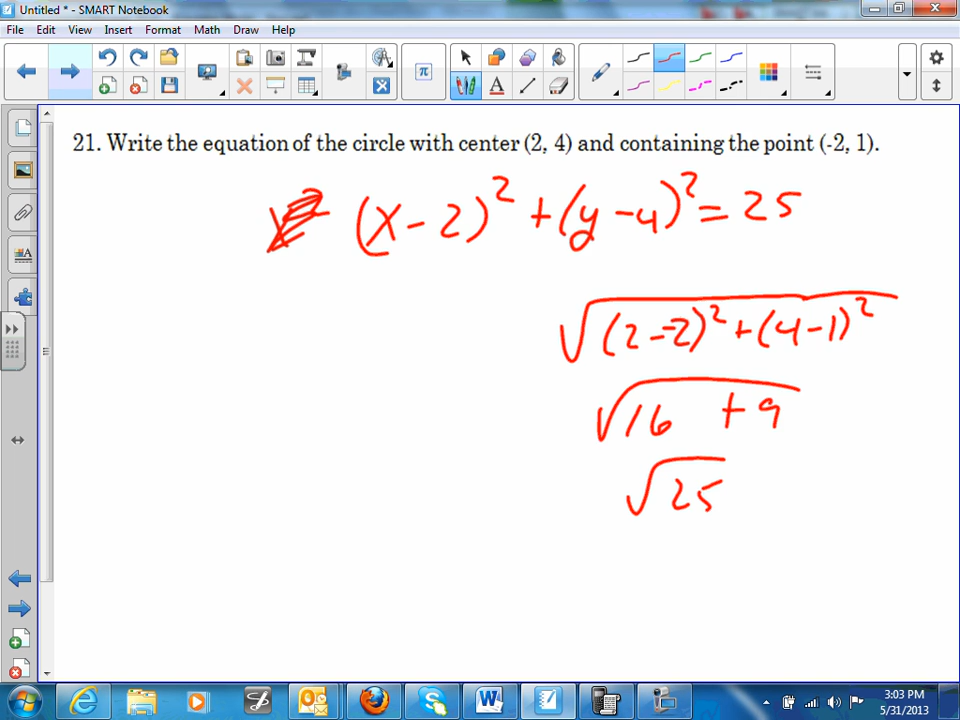 Untitled * - SMART Notebook
File Edit View Insert Format Math Draw Help
π
A
21. Write the equation of the circle with center (2, 4) and containing the point (-2, 1).
(x-2)² + (y-4)² = 25
√(2--2)² + (4-1)²
√16 + 9
√25
3:03 PM
5/31/2013